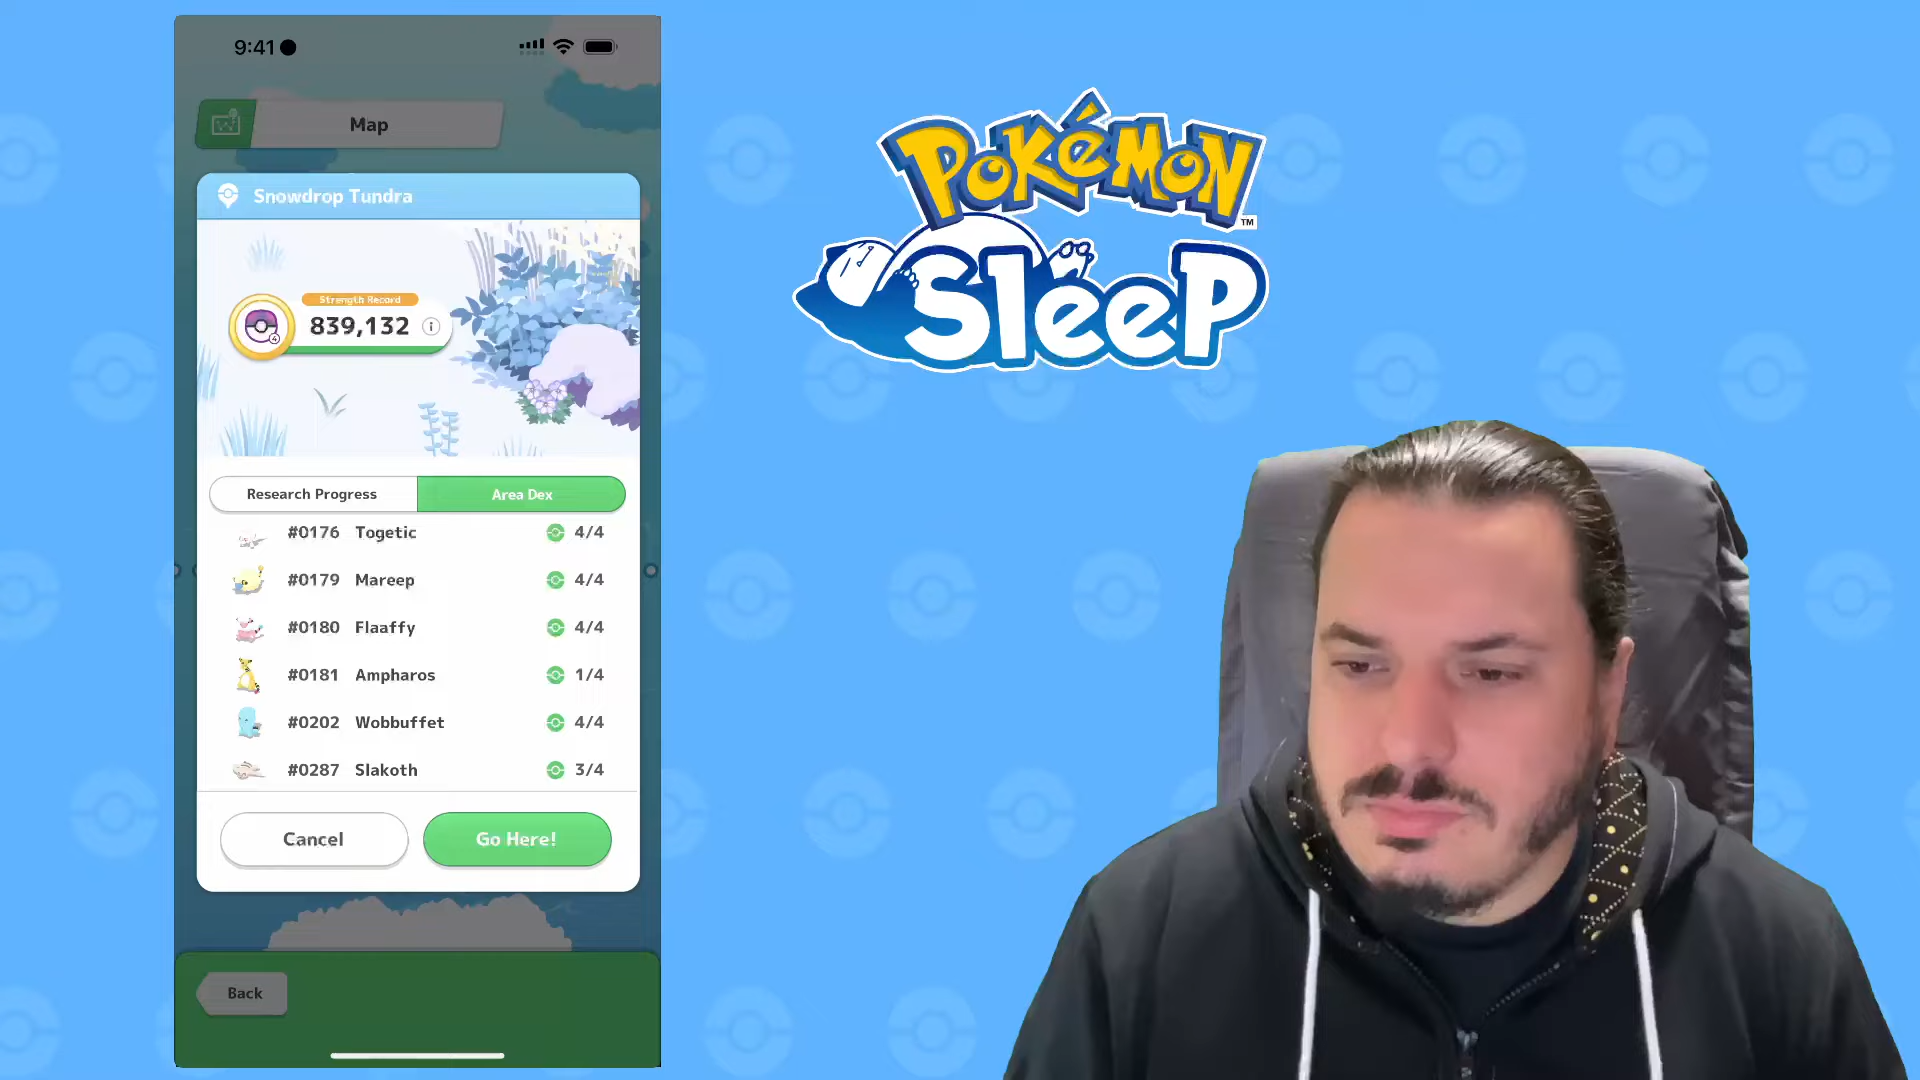 9:41
Map
Snowdrop Tundra
Strength Record
839,132
4
Research Progress
Area Dex
#0176 Togetic 4/4
#0179 Mareep 4/4
#0180 Flaaffy 4/4
#0181 Ampharos 1/4
#0202 Wobbuffet 4/4
#0287 Slakoth 3/4
Cancel
Go Here!
Back
POKéMON
TM
Sleep